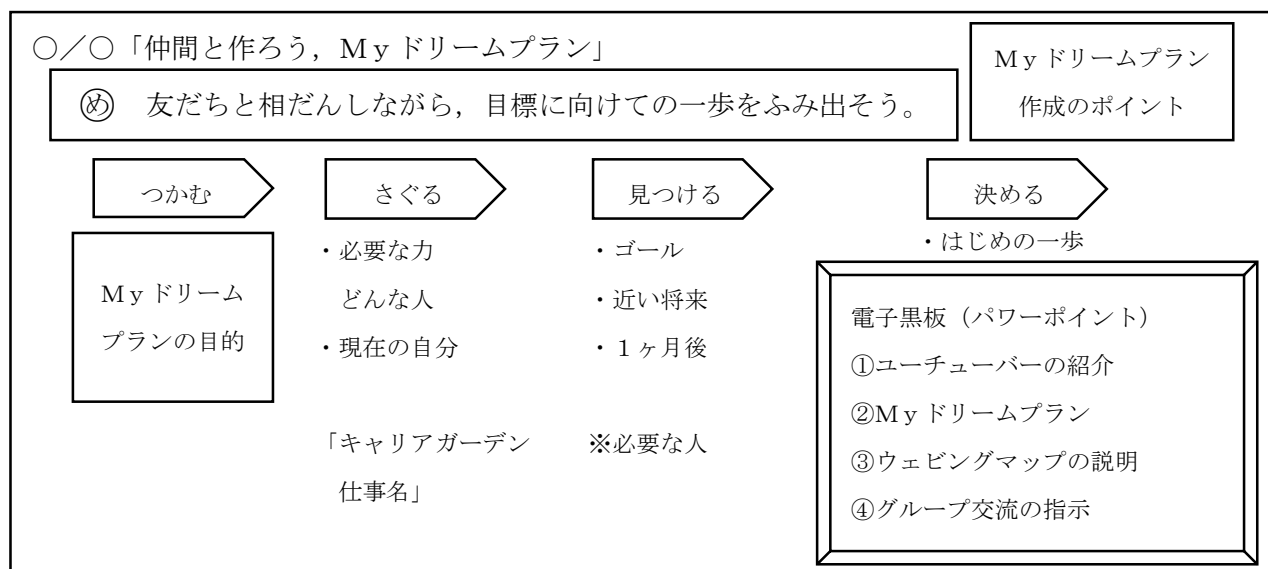 ○／○「仲間と作ろう，Ｍｙドリームプラン」
Ｍｙドリームプラン
作成のポイント
㋱　友だちと相だんしながら，目標に向けての一歩をふみ出そう。
つかむ
Ｍｙドリーム
プランの目的
さぐる
・必要な力
どんな人
・現在の自分
「キャリアガーデン
仕事名」
見つける
・ゴール
・近い将来
・１ヶ月後
※必要な人
決める
・はじめの一歩
電子黒板（パワーポイント）
①ユーチューバーの紹介
②Ｍｙドリームプラン
③ウェビングマップの説明
④グループ交流の指示